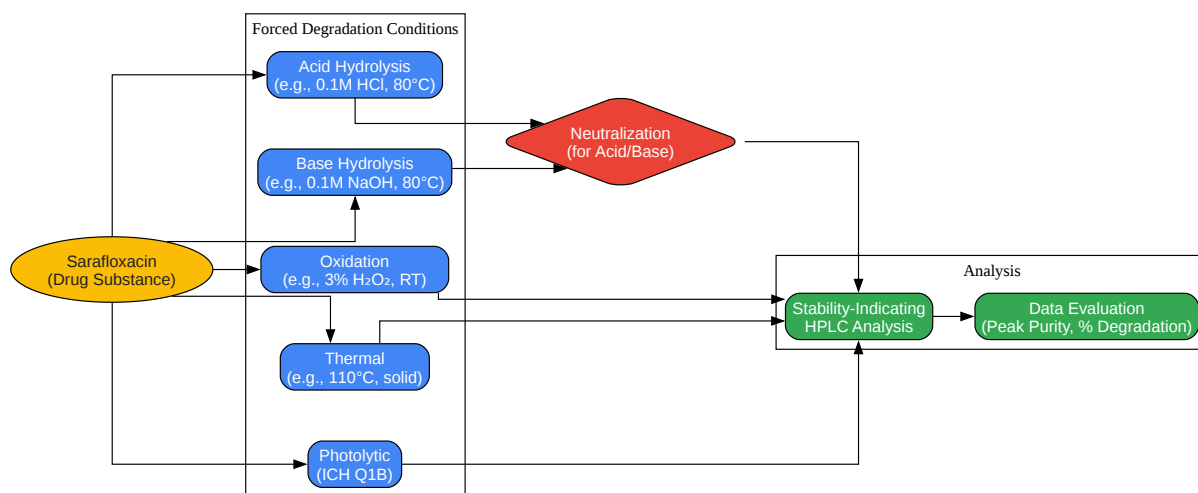 Forced Degradation Conditions
Acid Hydrolysis
(e.g., 0.1M HCl, 80°C)
Neutralization
(for Acid/Base)
Base Hydrolysis
(e.g., 0.1M NaOH, 80°C)
Sarafloxacin
(Drug Substance)
Oxidation
(e.g., 3% H₂O₂, RT)
Analysis
Stability-Indicating
HPLC Analysis
Data Evaluation
(Peak Purity, % Degradation)
Thermal
(e.g., 110°C, solid)
Photolytic
(ICH Q1B)